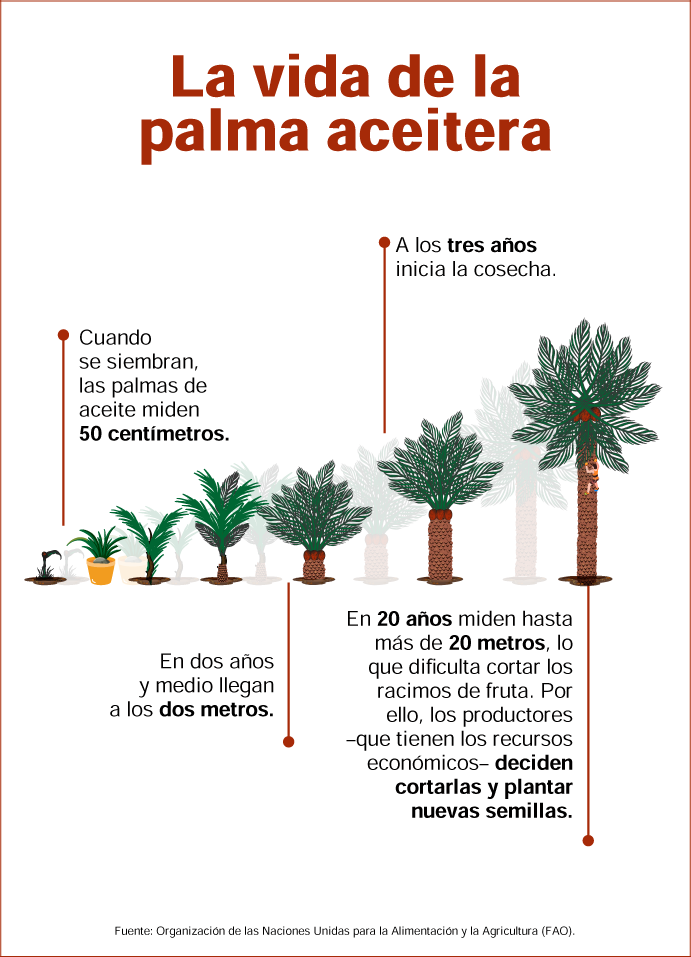 La vida de la
palma aceitera
A los tres años
inicia la cosecha.
Cuando
se siembran,
las palmas de
aceite miden
50 centímetros.
En dos años
y medio llegan
a los dos metros.
En 20 años miden hasta
más de 20 metros, lo
que dificulta cortar los
racimos de fruta. Por
ello, los productores
–que tienen los recursos
económicos– deciden
cortarlas y plantar
nuevas semillas.
Fuente: Organización de las Naciones Unidas para la Alimentación y la Agricultura (FAO).